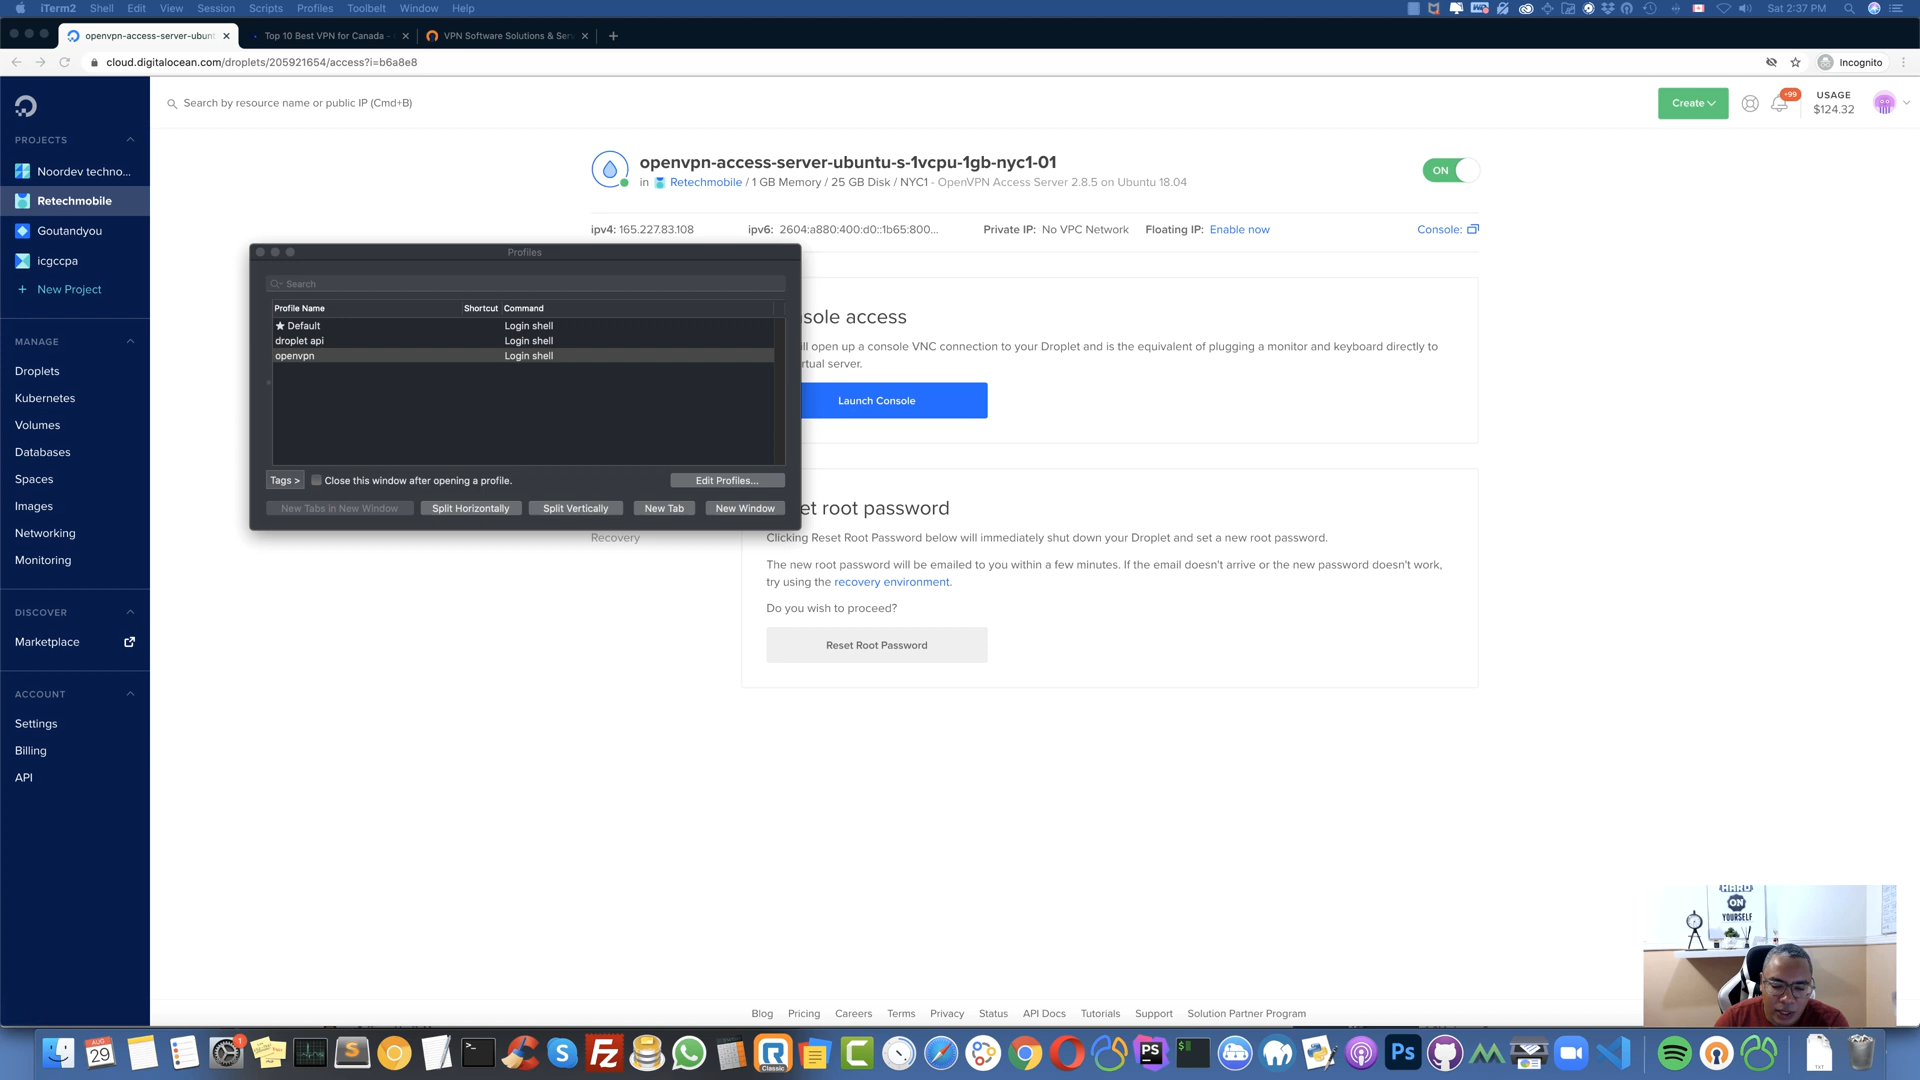 iTerm2 Shell Edit View Session Scripts Profiles Toolbelt Window Help Sat 2:37 PM
openvpn-access-server-ubunt Top 10 Best VPN for Canada - VPN Software Solutions & Serv
cloud.digitalocean.com/droplets/205921654/access?i=b6a8e8 Incognito
Search by resource name or public IP (Cmd+B) Create +99 USAGE
$124.32
PROJECTS
Noordev techno...
Retechmobile
Goutandyou
icgccpa
+ New Project
MANAGE
Droplets
Kubernetes
Volumes
Databases
Spaces
Images
Networking
Monitoring
DISCOVER
Marketplace
ACCOUNT
Settings
Billing
API
openvpn-access-server-ubuntu-s-1vcpu-1gb-nyc1-01
in Retechmobile / 1 GB Memory / 25 GB Disk / NYC1 - OpenVPN Access Server 2.8.5 on Ubuntu 18.04
ON
ipv4: 165.227.83.108 ipv6: 2604:a880:400:d0::1b65:800... Private IP: No VPC Network Floating IP: Enable now Console:
Profiles
Search
Profile Name Shortcut Command
Default Login shell
droplet api Login shell
openvpn Login shell
Tags > Close this window after opening a profile. Edit Profiles...
New Tabs in New Window Split Horizontally Split Vertically New Tab New Window
Recovery
sole access
ll open up a console VNC connection to your Droplet and is the equivalent of plugging a monitor and keyboard directly to
rtual server.
Launch Console
et root password
Clicking Reset Root Password below will immediately shut down your Droplet and set a new root password.
The new root password will be emailed to you within a few minutes. If the email doesn't arrive or the new password doesn't work,
try using the recovery environment.
Do you wish to proceed?
Reset Root Password
HARD
ON
YOURSELF
Blog Pricing Careers Terms Privacy Status API Docs Tutorials Support Solution Partner Program
AUG
29
1
Classic
PS
Ps
TXT